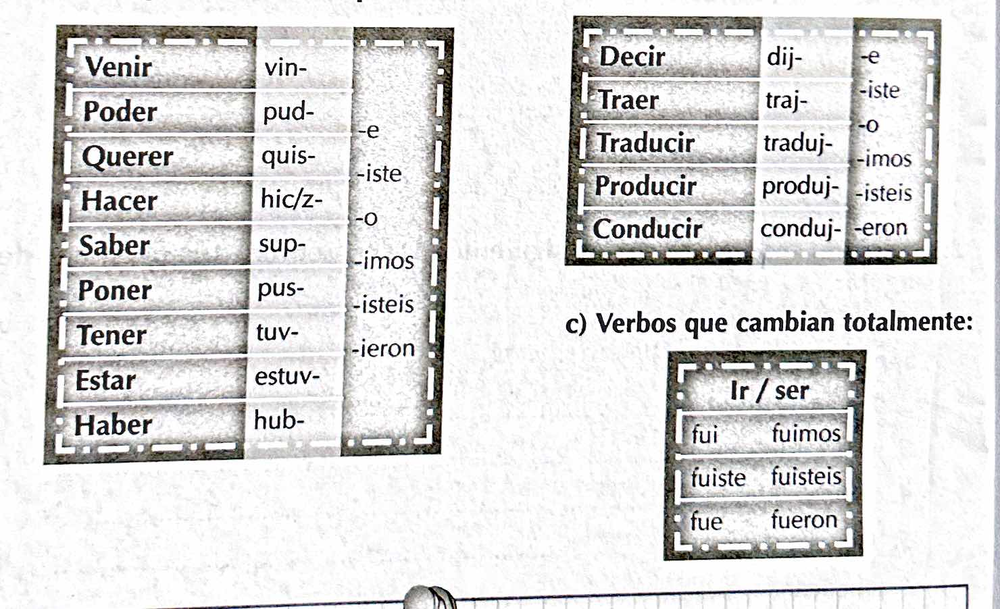 Venir vin-
Poder pud-
Querer quis-
Hacer hic/z-
Saber sup-
Poner pus-
Tener tuv-
Estar estuv-
Haber hub-
-e
-iste
-o
-imos
-isteis
-ieron
Decir dij-
Traer traj-
Traducir traduj-
Producir produj-
Conducir conduj-
-e
-iste
-o
-imos
-isteis
-eron
c) Verbos que cambian totalmente:
Ir / ser
fui fuimos
fuiste fuisteis
fue fueron